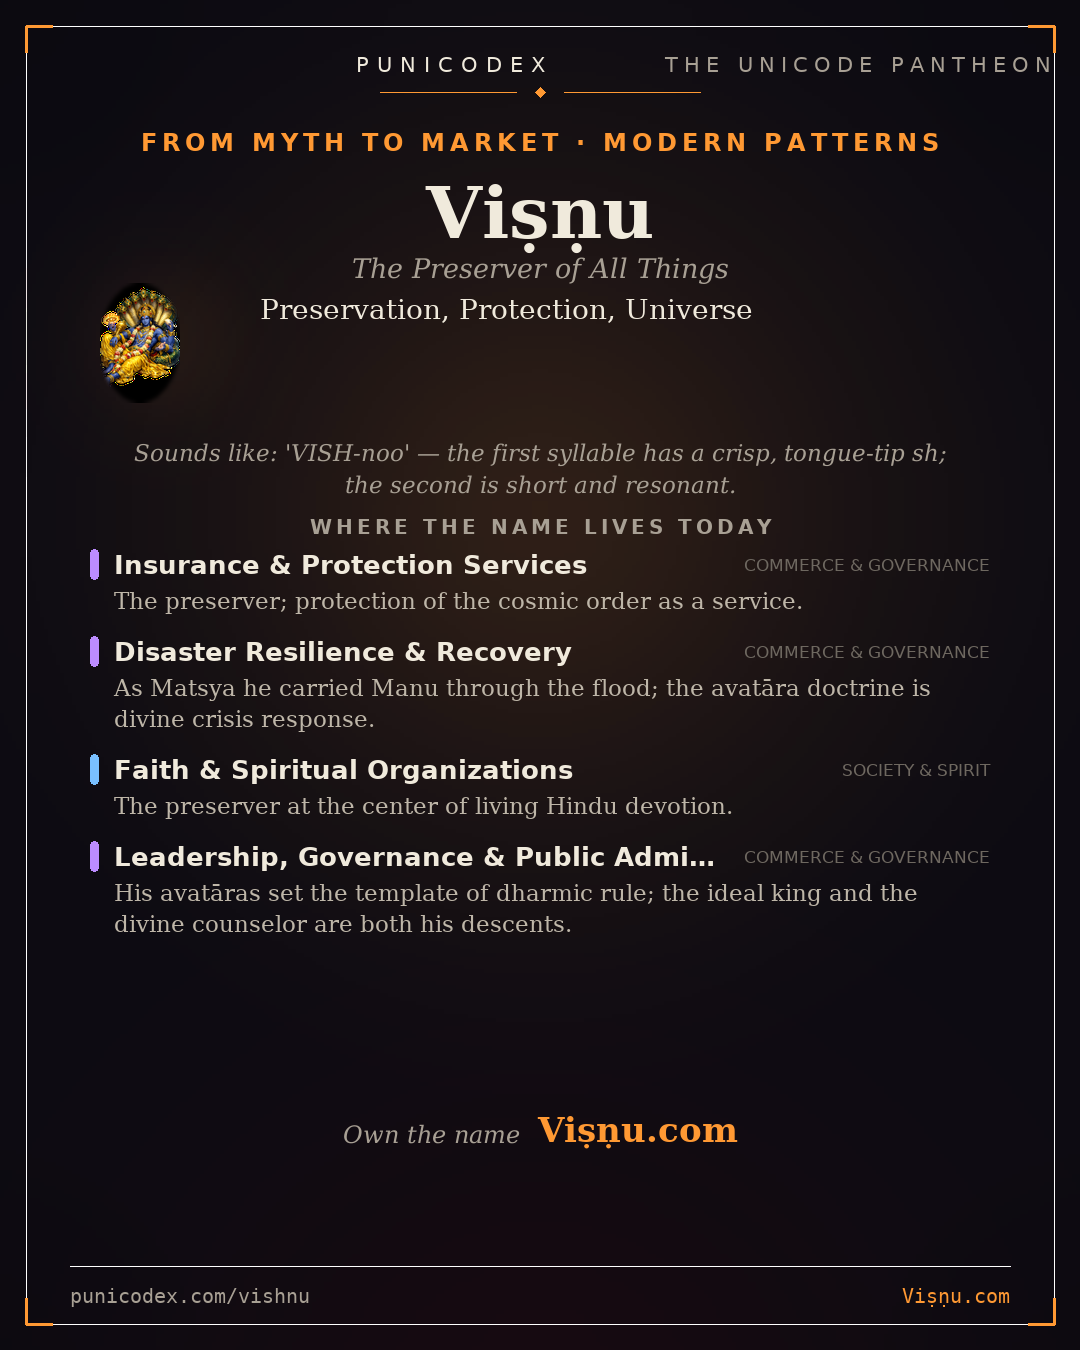 PUNICODEX THE UNICODE PANTHEON
FROM MYTH TO MARKET · MODERN PATTERNS
Viṣṇu
The Preserver of All Things
Preservation, Protection, Universe
Sounds like: 'VISH-noo' — the first syllable has a crisp, tongue-tip sh;
the second is short and resonant.
WHERE THE NAME LIVES TODAY
Insurance & Protection Services COMMERCE & GOVERNANCE
The preserver; protection of the cosmic order as a service.
Disaster Resilience & Recovery COMMERCE & GOVERNANCE
As Matsya he carried Manu through the flood; the avatāra doctrine is
divine crisis response.
Faith & Spiritual Organizations SOCIETY & SPIRIT
The preserver at the center of living Hindu devotion.
Leadership, Governance & Public Admi... COMMERCE & GOVERNANCE
His avatāras set the template of dharmic rule; the ideal king and the
divine counselor are both his descents.
Own the name Viṣṇu.com
punicodex.com/vishnu Viṣṇu.com